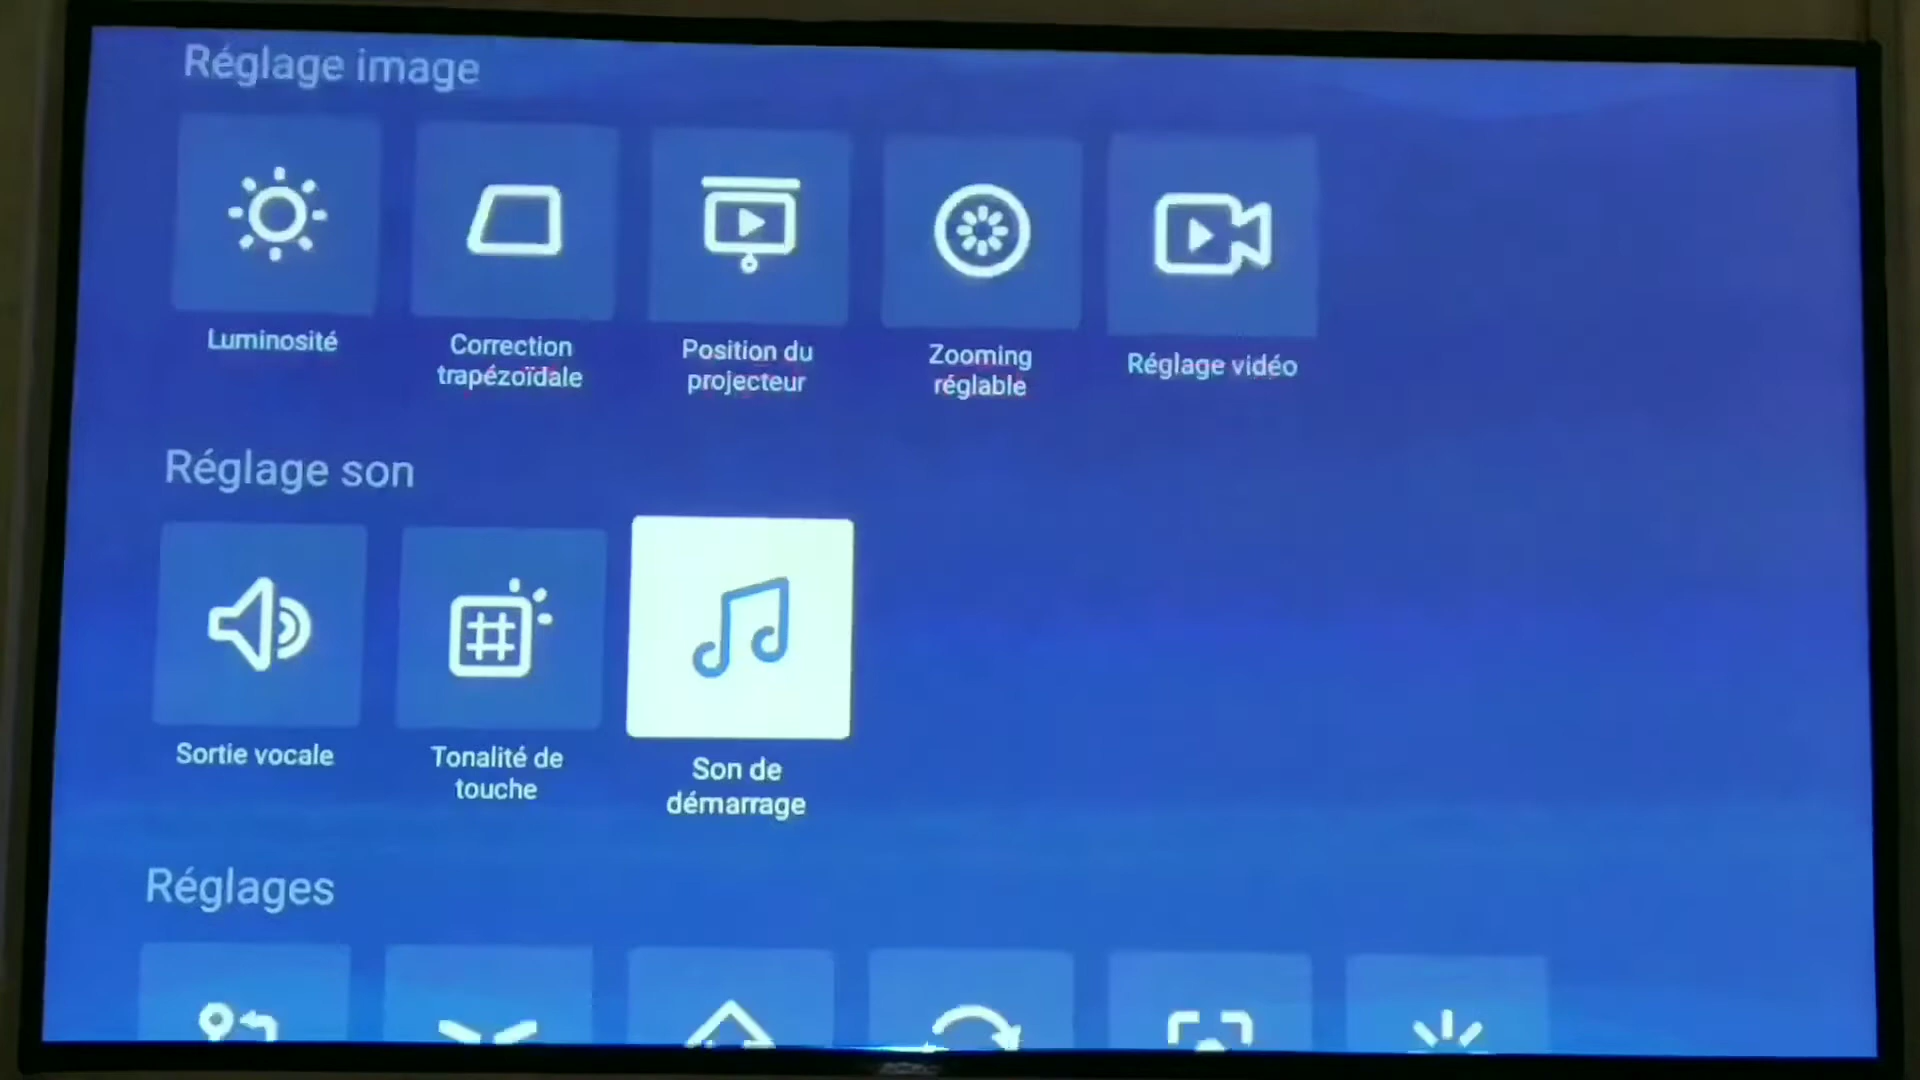 Réglage image
Luminosité
Correction
trapézoïdale
Position du
projecteur
Zooming
réglable
Réglage vidéo
Réglage son
Sortie vocale
Tonalité de
touche
Son de
démarrage
Réglages